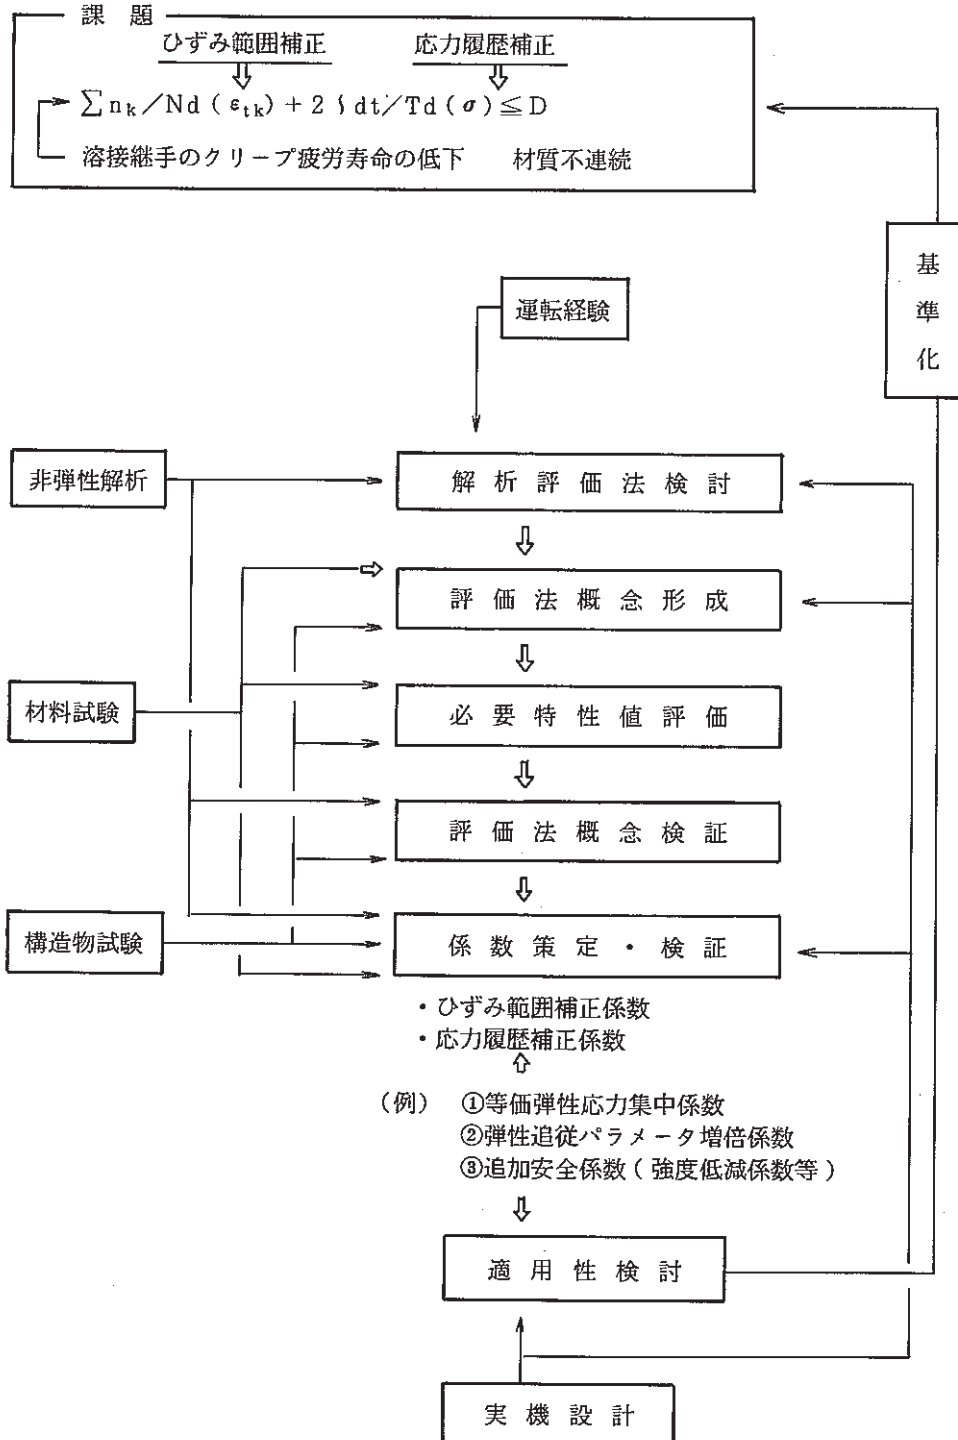 課題
ひずみ範囲補正 応力履歴補正
∑nₖ/Nd(εₜₖ)+2∫dt/Td(σ)≦D
溶接継手のクリープ疲労寿命の低下 材質不連続
基準化
運転経験
非弾性解析
解析評価法検討
評価法概念形成
材料試験
必要特性値評価
評価法概念検証
構造物試験
係数策定・検証
・ひずみ範囲補正係数
・応力履歴補正係数
(例) ①等価弾性応力集中係数
②弾性追従パラメータ増倍係数
③追加安全係数(強度低減係数等)
適用性検討
実機設計